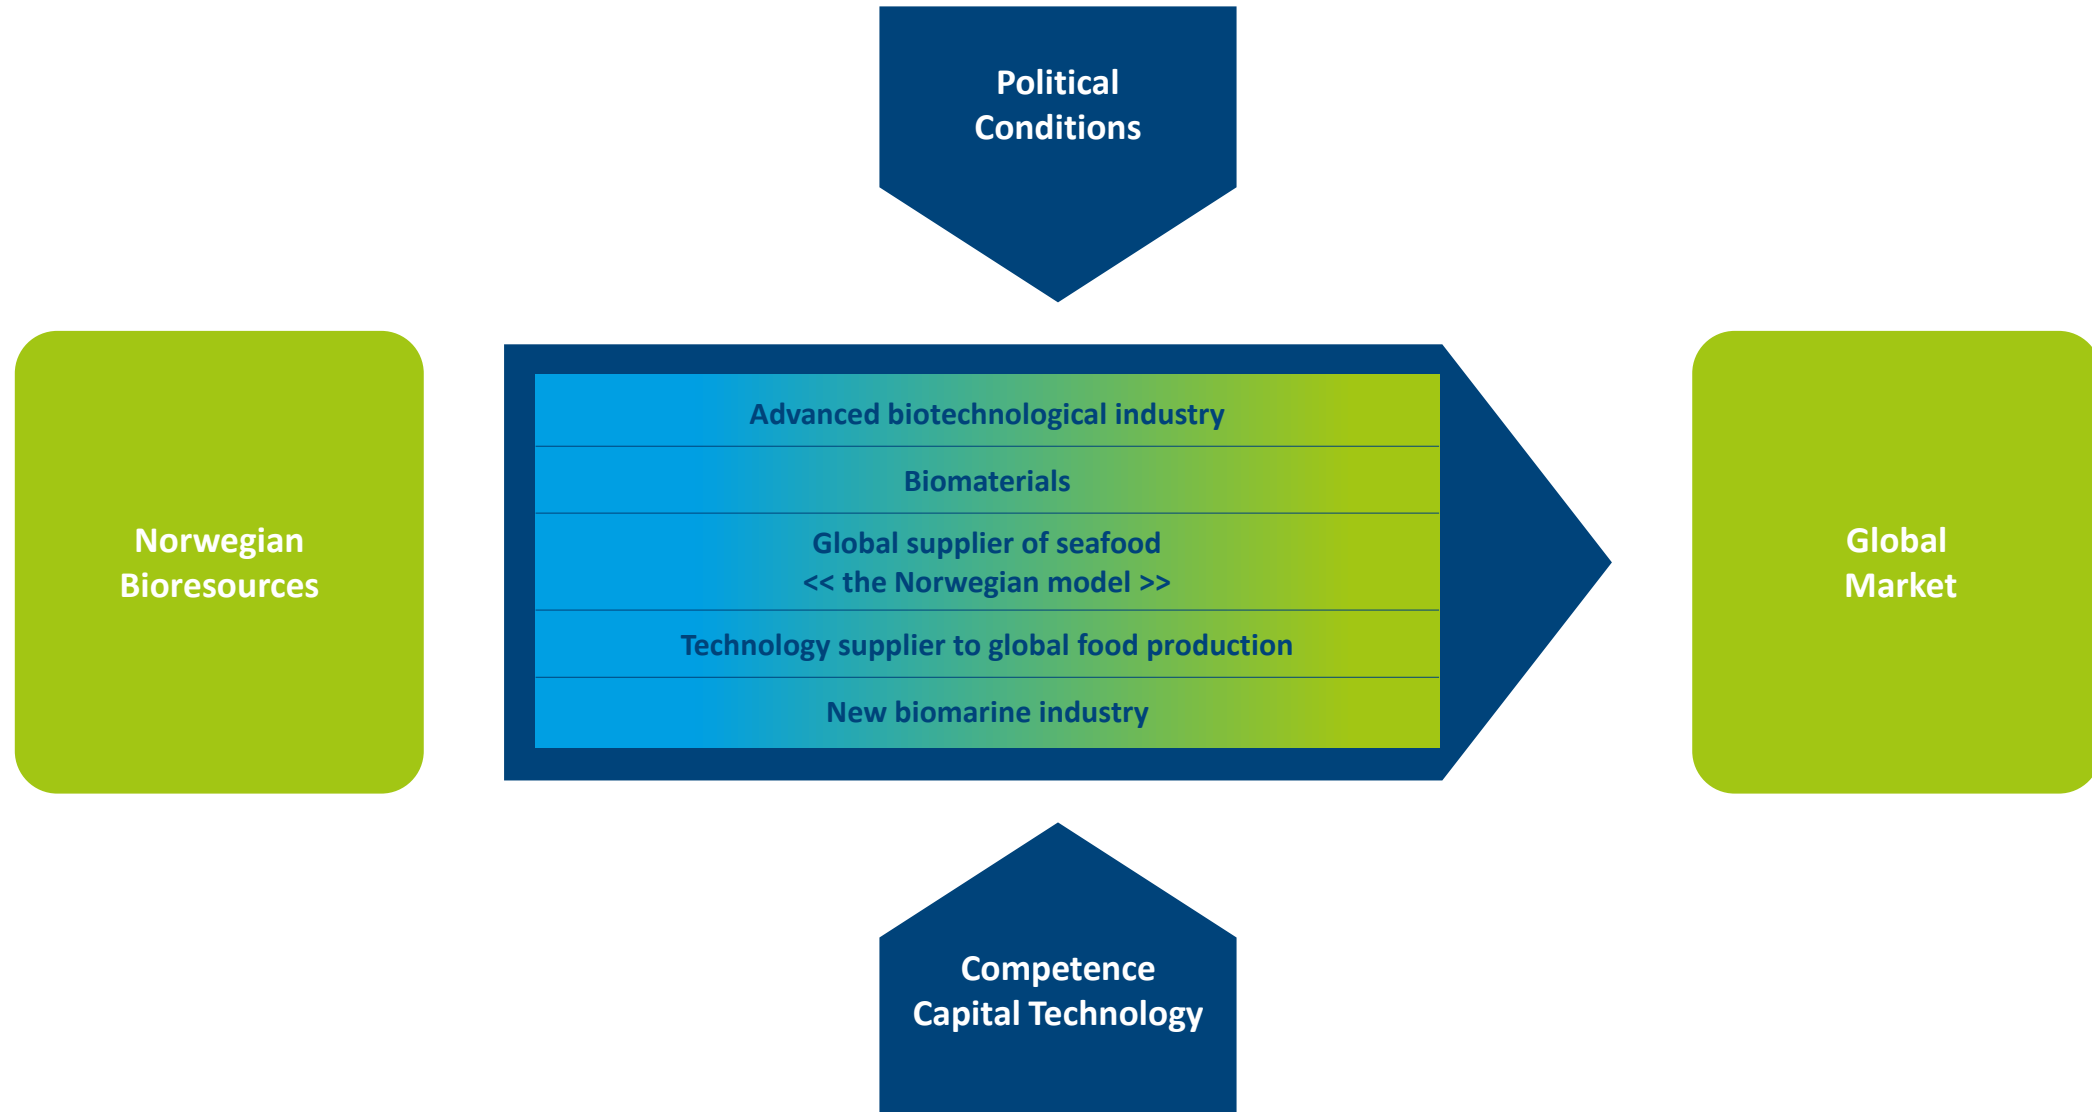 Political
Conditions
Norwegian
Bioresources
Advanced biotechnological industry
Biomaterials
Global supplier of seafood
<< the Norwegian model >>
Technology supplier to global food production
New biomarine industry
Global
Market
Competence
Capital Technology